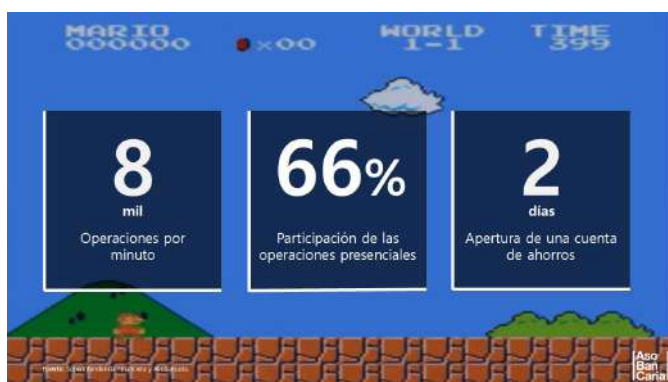 MARIO WORLD TIME
000000 ×00 1-1 399
8
mil
Operaciones por
minuto
66%
Participación de las
operaciones presenciales
2
días
Apertura de una cuenta
de ahorros
Aso
Ban
Caria